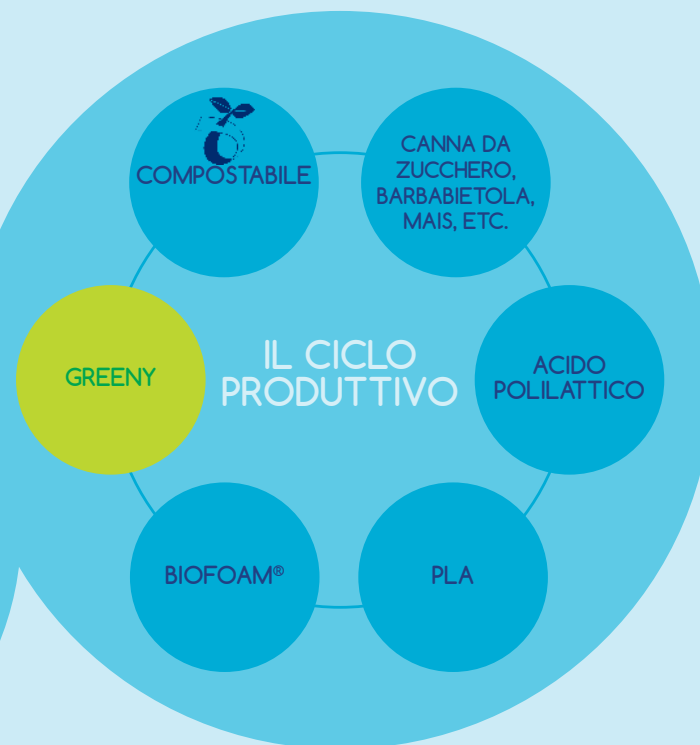 COMPOSTABILE
CANNA DA
ZUCCHERO,
BARBABIETOLA,
MAIS, ETC.
IL CICLO
PRODUTTIVO
GREENY
ACIDO
POLILATTICO
BIOFOAM®
PLA